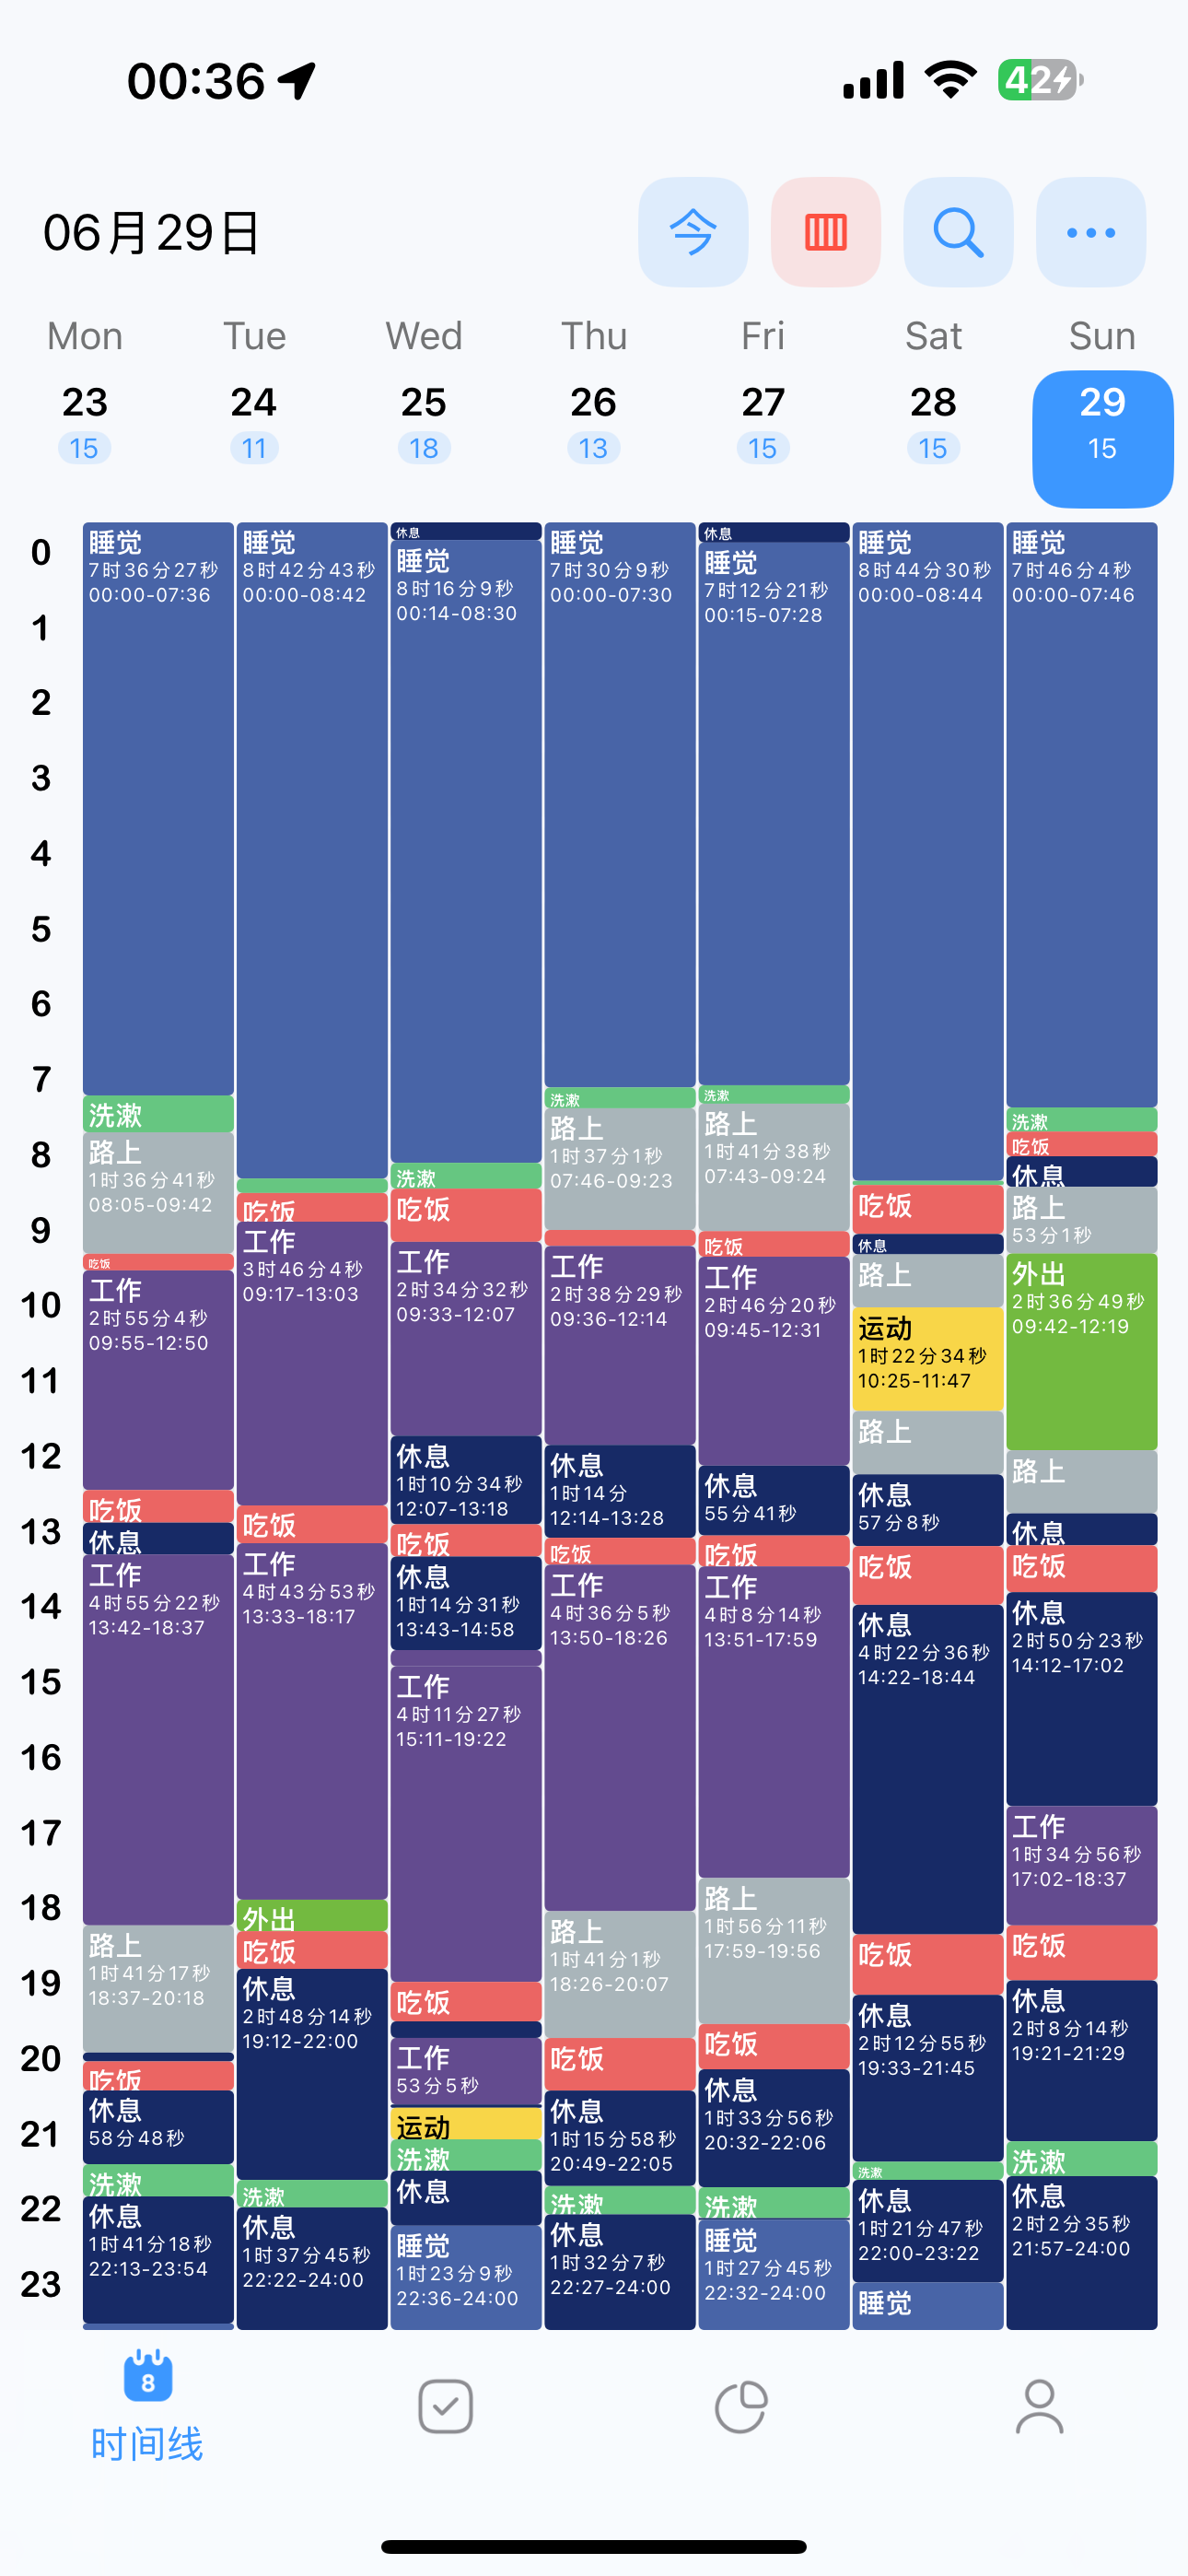 00:36
42
06月29日
今
Mon Tue Wed Thu Fri Sat Sun
23 24 25 26 27 28 29
15 11 18 13 15 15 15
0
1
2
3
4
5
6
7
8
9
10
11
12
13
14
15
16
17
18
19
20
21
22
23
睡觉
7时36分27秒
00:00-07:36
洗漱
路上
1时36分41秒
08:05-09:42
吃饭
工作
2时55分4秒
09:55-12:50
吃饭
休息
工作
4时55分22秒
13:42-18:37
路上
1时41分17秒
18:37-20:18
吃饭
休息
58分48秒
洗漱
休息
1时41分18秒
22:13-23:54
睡觉
8时42分43秒
00:00-08:42
吃饭
工作
3时46分4秒
09:17-13:03
吃饭
工作
4时43分53秒
13:33-18:17
外出
吃饭
休息
2时48分14秒
19:12-22:00
洗漱
休息
1时37分45秒
22:22-24:00
休息
睡觉
8时16分9秒
00:14-08:30
洗漱
吃饭
工作
2时34分32秒
09:33-12:07
休息
1时10分34秒
12:07-13:18
吃饭
休息
1时14分31秒
13:43-14:58
工作
4时11分27秒
15:11-19:22
吃饭
工作
53分5秒
运动
洗漱
休息
睡觉
1时23分9秒
22:36-24:00
睡觉
7时30分9秒
00:00-07:30
洗漱
路上
1时37分1秒
07:46-09:23
工作
2时38分29秒
09:36-12:14
休息
1时14分
12:14-13:28
吃饭
工作
4时36分5秒
13:50-18:26
路上
1时41分1秒
18:26-20:07
吃饭
休息
1时15分58秒
20:49-22:05
洗漱
休息
1时32分7秒
22:27-24:00
休息
睡觉
7时12分21秒
00:15-07:28
洗漱
路上
1时41分38秒
07:43-09:24
吃饭
工作
2时46分20秒
09:45-12:31
休息
55分41秒
吃饭
工作
4时8分14秒
13:51-17:59
路上
1时56分11秒
17:59-19:56
吃饭
休息
1时33分56秒
20:32-22:06
洗漱
睡觉
1时27分45秒
22:32-24:00
睡觉
8时44分30秒
00:00-08:44
吃饭
休息
路上
运动
1时22分34秒
10:25-11:47
路上
休息
57分8秒
吃饭
休息
4时22分36秒
14:22-18:44
吃饭
休息
2时12分55秒
19:33-21:45
洗漱
休息
1时21分47秒
22:00-23:22
睡觉
睡觉
7时46分4秒
00:00-07:46
洗漱
吃饭
休息
路上
53分1秒
外出
2时36分49秒
09:42-12:19
路上
休息
吃饭
休息
2时50分23秒
14:12-17:02
工作
1时34分56秒
17:02-18:37
吃饭
休息
2时8分14秒
19:21-21:29
洗漱
休息
2时2分35秒
21:57-24:00
8
时间线